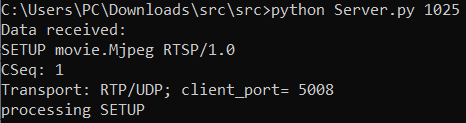 C:\Users\PC\Downloads\src\src>python Server.py 1025
Data received:
SETUP movie.Mjpeg RTSP/1.0
CSeq: 1
Transport: RTP/UDP; client_port= 5008
processing SETUP